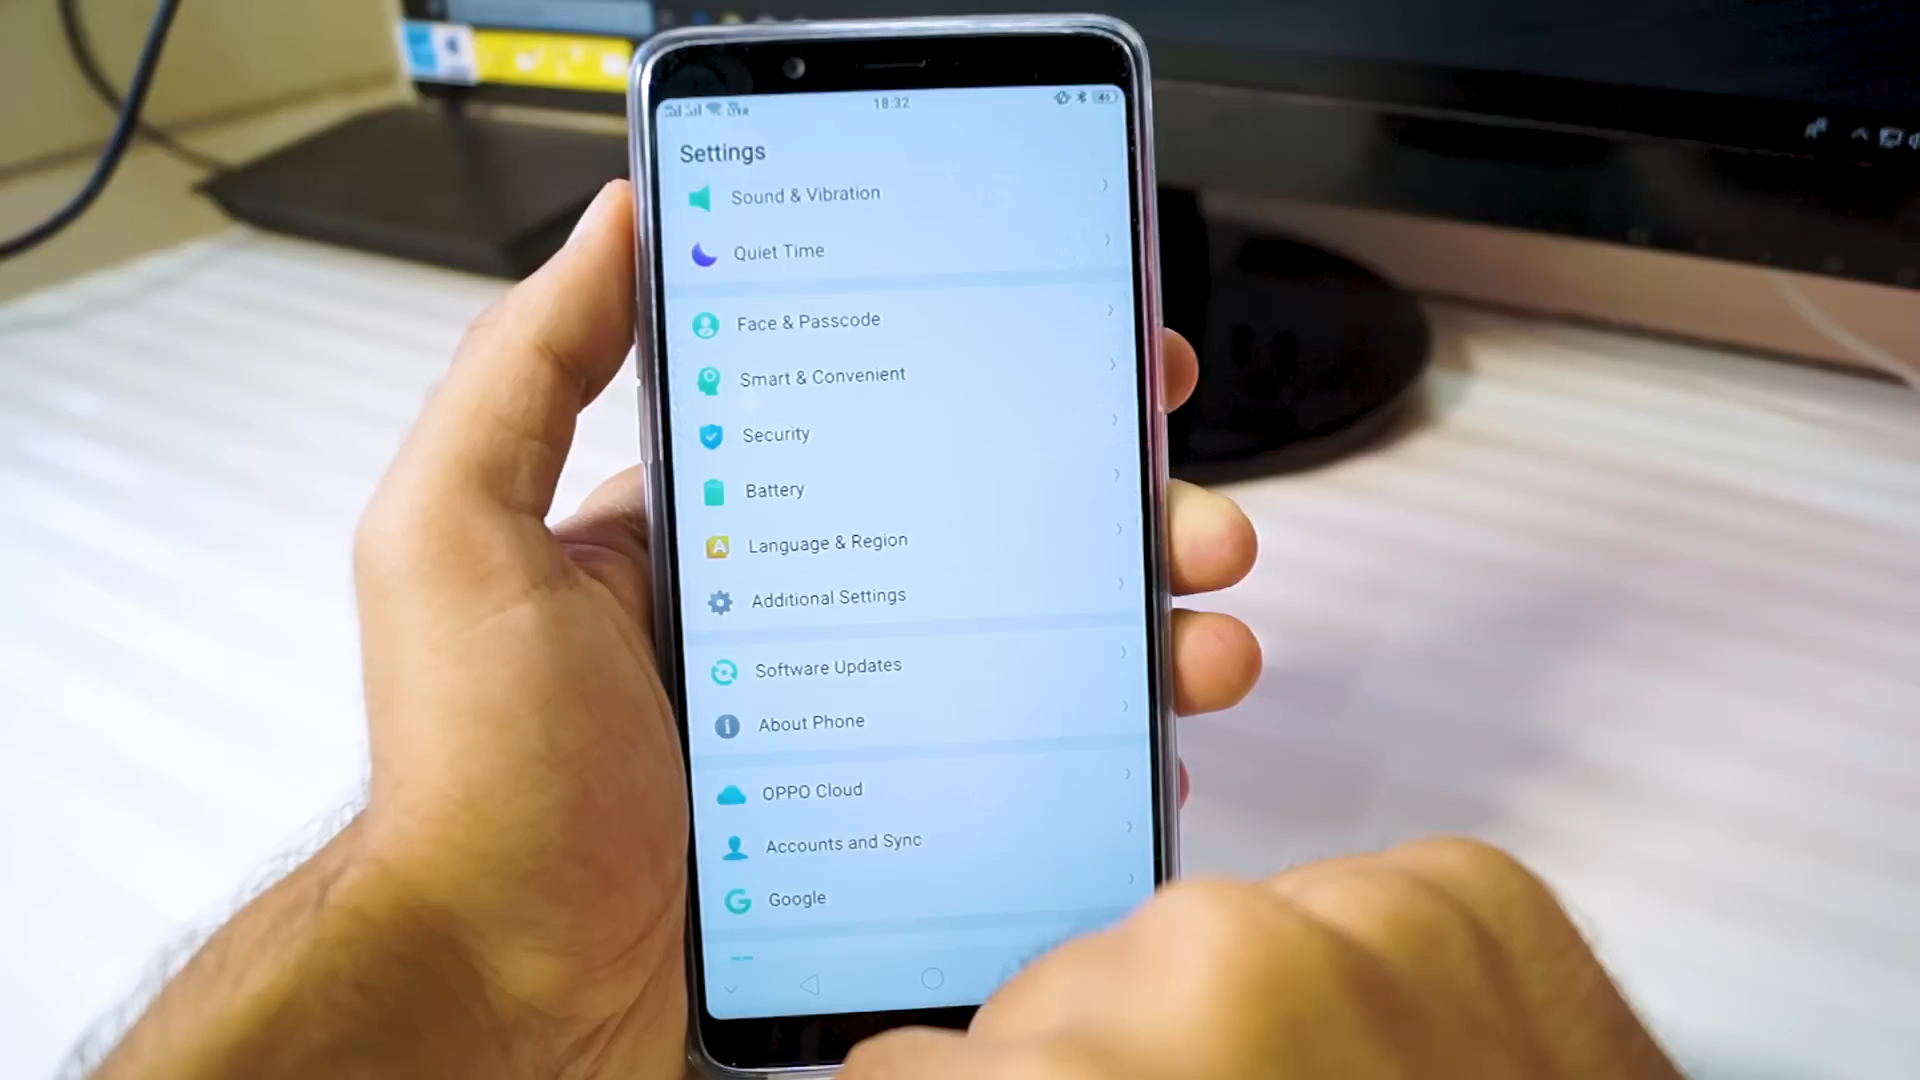 18:32
46
Settings
Sound & Vibration
Quiet Time
Face & Passcode
Smart & Convenient
Security
Battery
Language & Region
A
Additional Settings
Software Updates
About Phone
OPPO Cloud
Accounts and Sync
Google